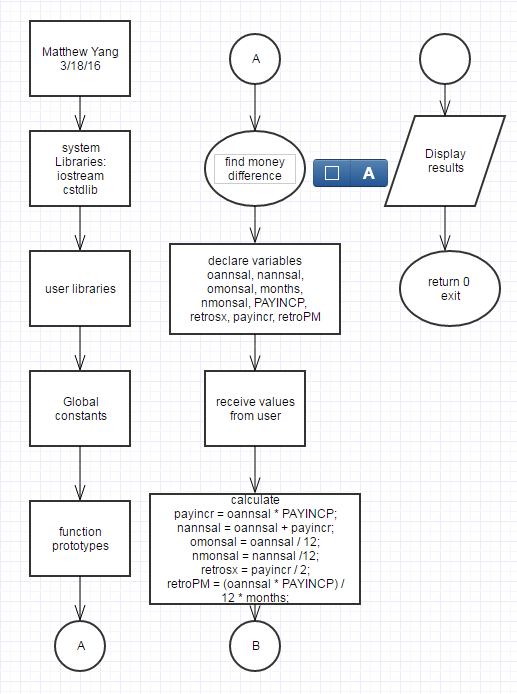 Matthew Yang
3/18/16
system
Libraries:
iostream
cstdlib
user libraries
Global
constants
function
prototypes
A
A
find money
difference
declare variables
oannsal, nannsal,
omonsal, months,
nmonsal, PAYINCP,
retrosx, payincr, retroPM
receive values
from user
calculate
payincr = oannsal * PAYINCP;
nannsal = oannsal + payincr;
omonsal = oannsal / 12;
nmonsal = nannsal /12;
retrosx = payincr / 2;
retroPM = (oannsal * PAYINCP) /
12 * months;
B
A
Display
results
return 0
exit